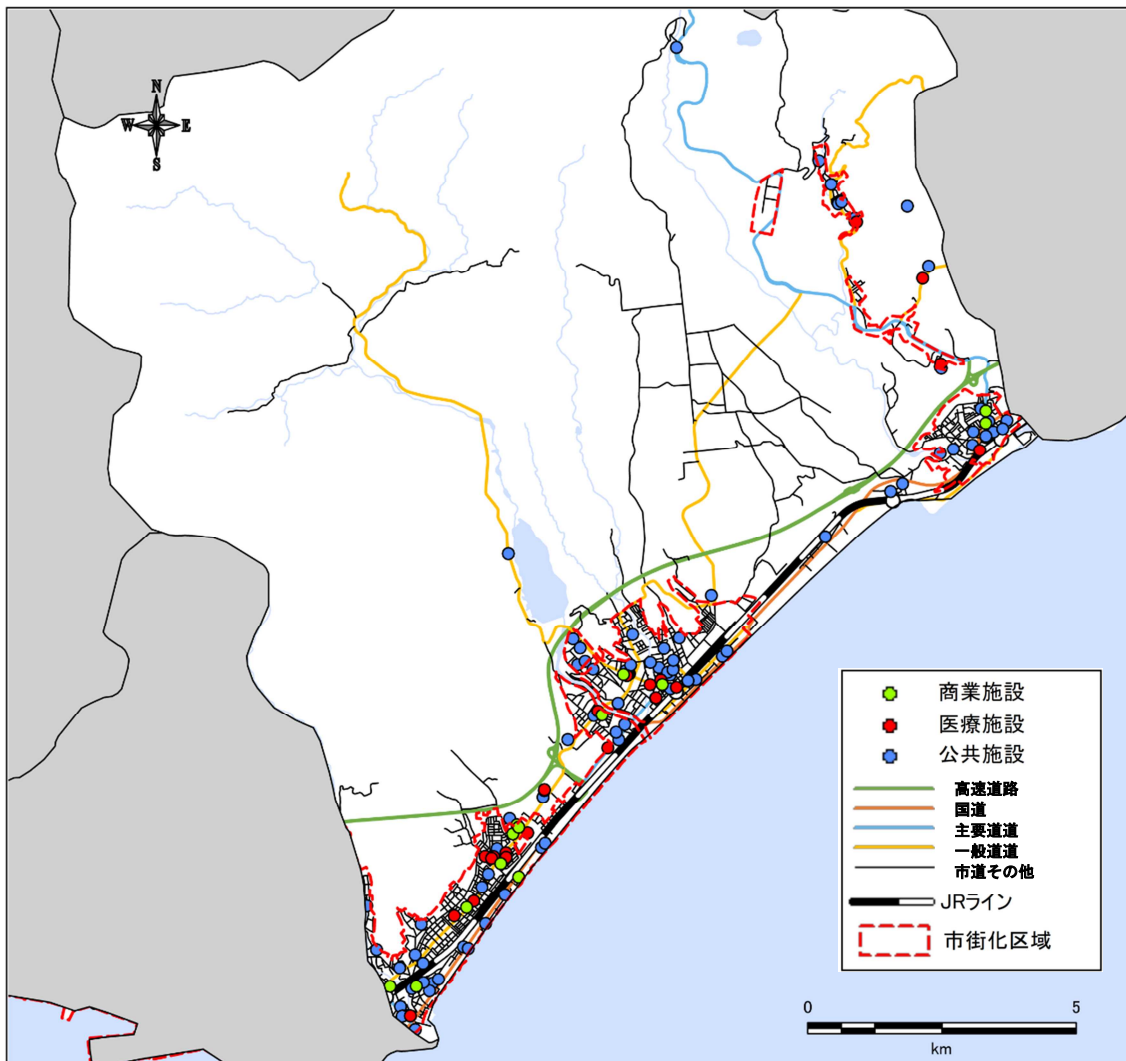 N
W E
S
商業施設
医療施設
公共施設
高速道路
国道
主要道道
一般道道
市道その他
JRライン
市街化区域
0 5
km